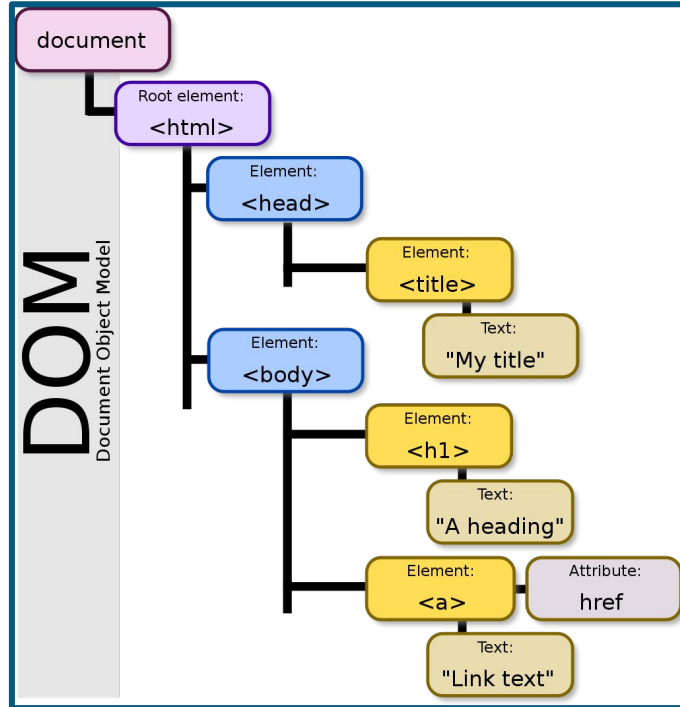 document
Root element:
<html>
Element:
<head>
Element:
<title>
Text:
"My title"
Element:
<body>
Element:
<h1>
Text:
"A heading"
Element:
<a>
Attribute:
href
Text:
"Link text"
DOM
Document Object Model